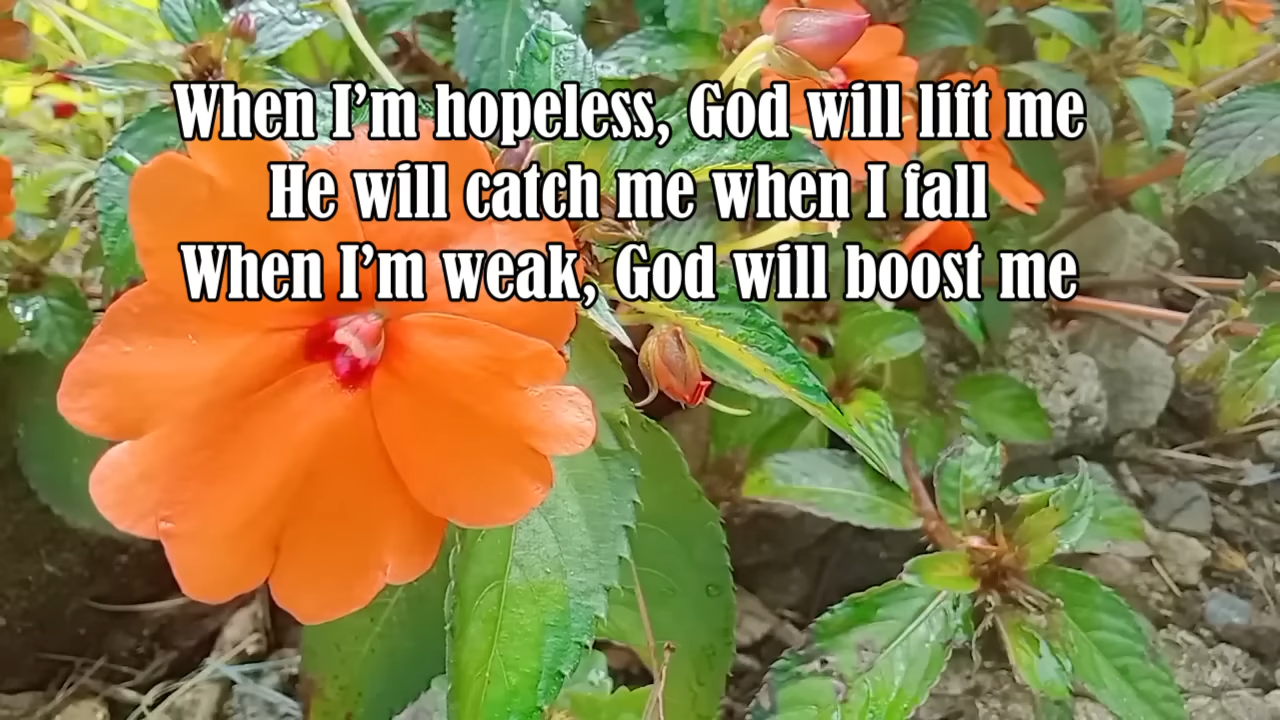 When I’m hopeless, God will lift me
He will catch me when I fall
When I’m weak, God will boost me